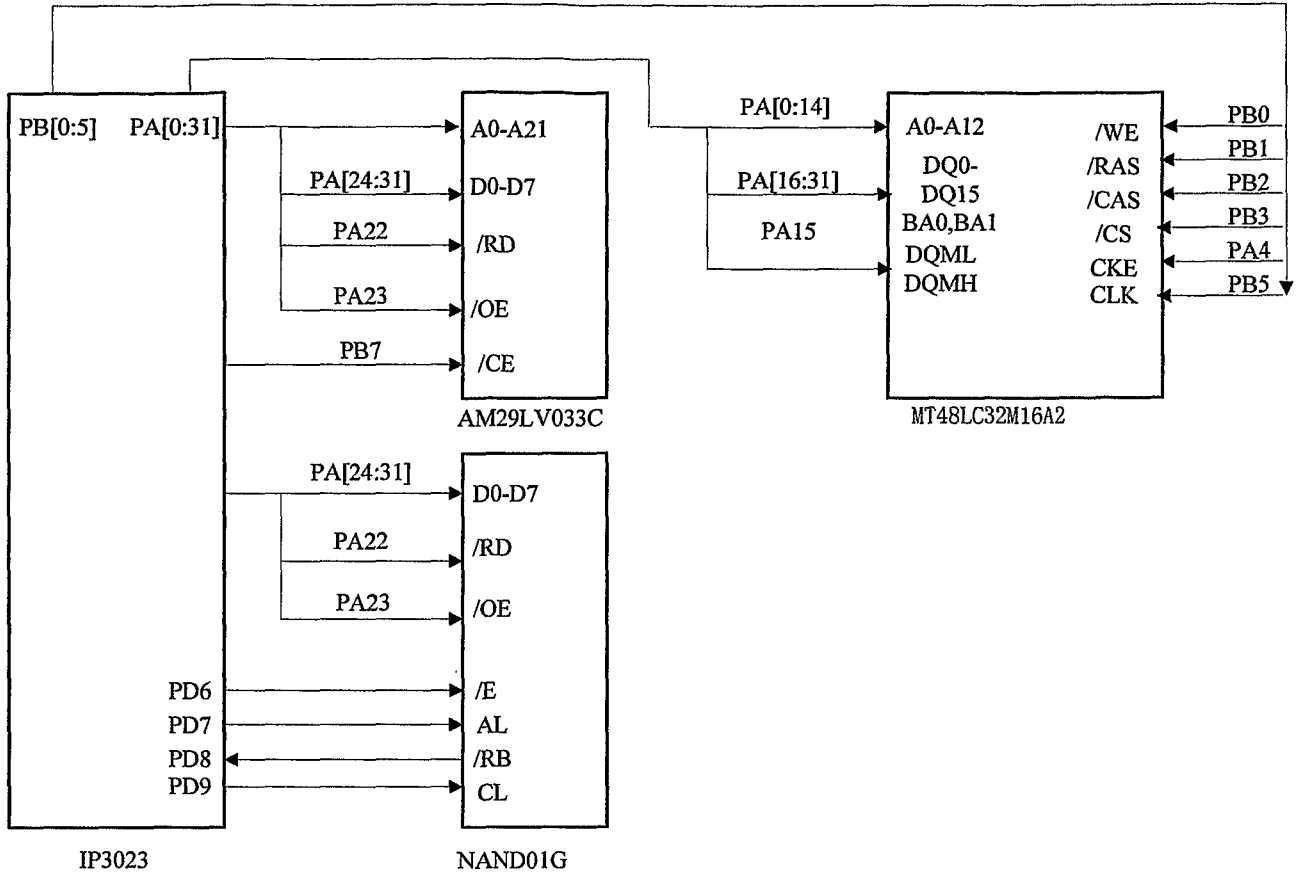 PB[0:5] PA[0:31]
PD6
PD7
PD8
PD9
IP3023
PA[24:31]
PA22
PA23
PB7
A0-A21
D0-D7
/RD
/OE
/CE
AM29LV033C
PA[24:31]
PA22
PA23
D0-D7
/RD
/OE
/E
AL
/RB
CL
NAND01G
PA[0:14]
PA[16:31]
PA15
A0-A12
DQ0-
DQ15
BA0,BA1
DQML
DQMH
/WE
/RAS
/CAS
/CS
CKE
CLK
PB0
PB1
PB2
PB3
PA4
PB5
MT48LC32M16A2